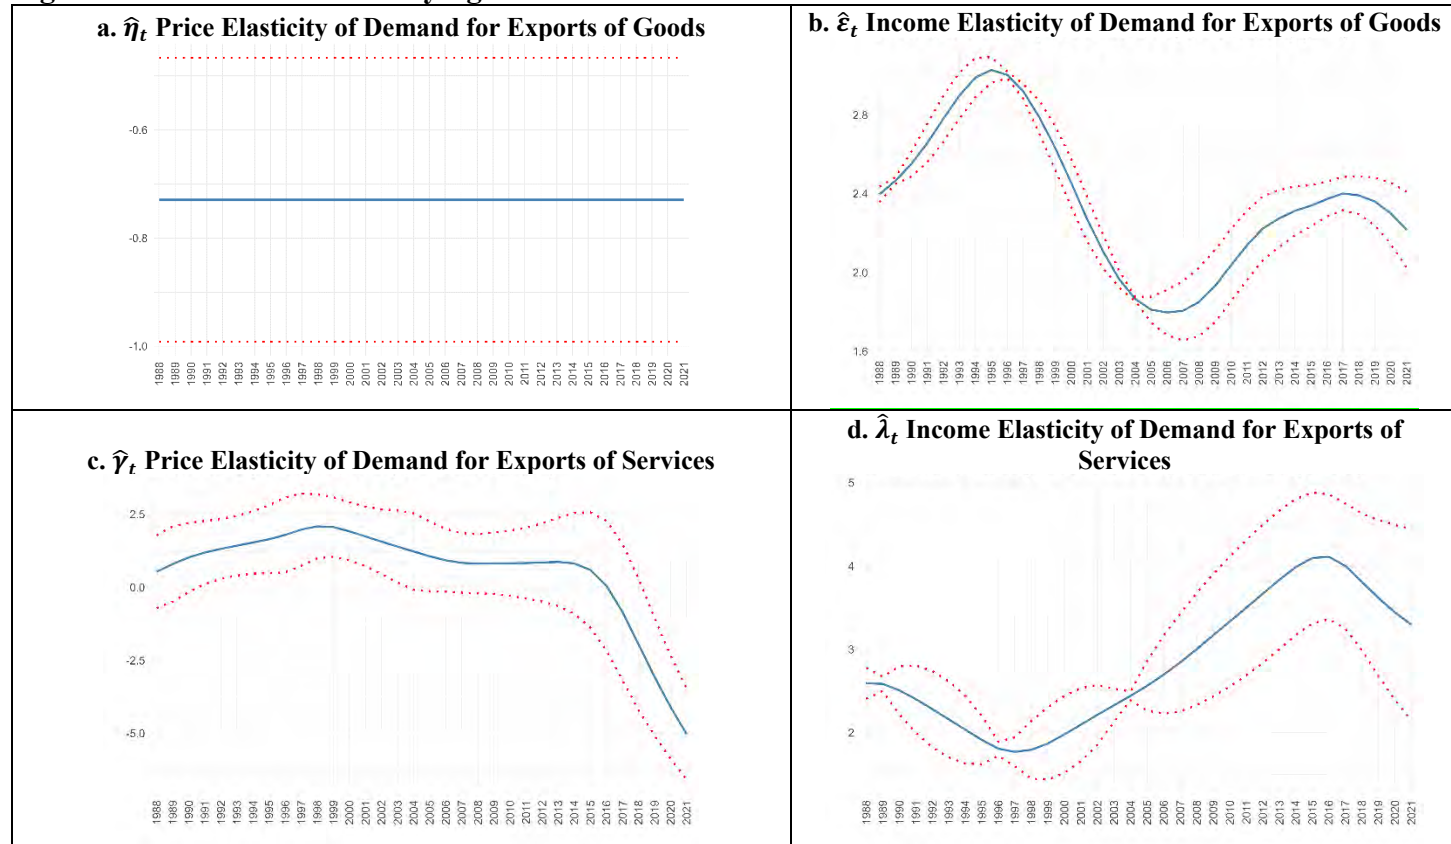 a. η̂ₜ Price Elasticity of Demand for Exports of Goods
-0.6
-0.8
-1.0
1988 1989 1990 1991 1992 1993 1994 1995 1996 1997 1998 1999 2000 2001 2002 2003 2004 2005 2006 2007 2008 2009 2010 2011 2012 2013 2014 2015 2016 2017 2018 2019 2020 2021
b. ε̂ₜ Income Elasticity of Demand for Exports of Goods
2.8
2.4
2.0
1.6
1988 1989 1990 1991 1992 1993 1994 1995 1996 1997 1998 1999 2000 2001 2002 2003 2004 2005 2006 2007 2008 2009 2010 2011 2012 2013 2014 2015 2016 2017 2018 2019 2020 2021
c. γ̂ₜ Price Elasticity of Demand for Exports of Services
2.5
0.0
-2.5
-5.0
1988 1989 1990 1991 1992 1993 1994 1995 1996 1997 1998 1999 2000 2001 2002 2003 2004 2005 2006 2007 2008 2009 2010 2011 2012 2013 2014 2015 2016 2017 2018 2019 2020 2021
d. λ̂ₜ Income Elasticity of Demand for Exports of
Services
5
4
3
2
1988 1989 1990 1991 1992 1993 1994 1995 1996 1997 1998 1999 2000 2001 2002 2003 2004 2005 2006 2007 2008 2009 2010 2011 2012 2013 2014 2015 2016 2017 2018 2019 2020 2021